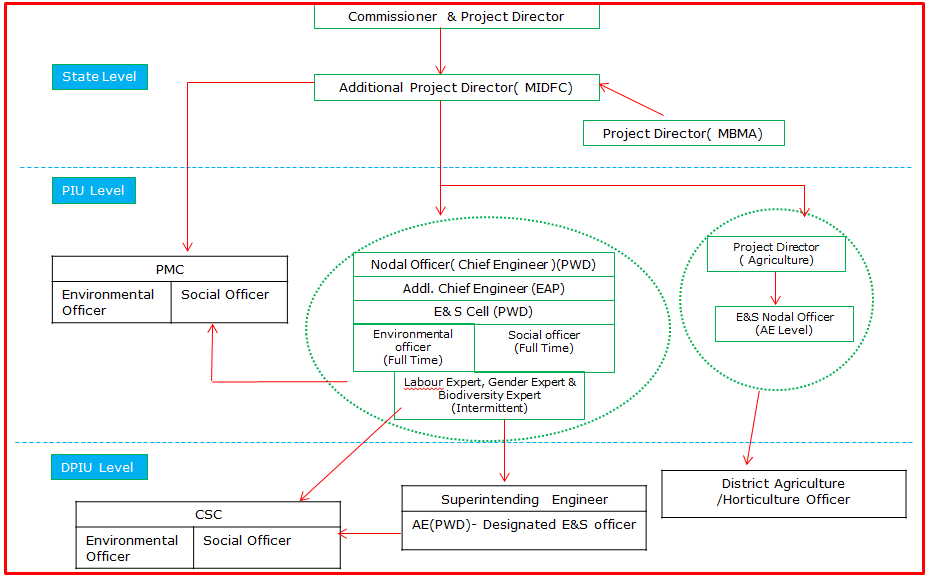 Commissioner & Project Director
State Level
Additional Project Director( MIDFC)
Project Director( MBMA)
PIU Level
PMC
Environmental
Officer
Social Officer
Nodal Officer( Chief Engineer )(PWD)
Addl. Chief Engineer (EAP)
E& S Cell (PWD)
Environmental
officer
(Full Time)
Social officer
(Full Time)
Labour Expert, Gender Expert &
Biodiversity Expert
(Intermittent)
Project Director
( Agriculture)
E&S Nodal Officer
(AE Level)
DPIU Level
CSC
Environmental
Officer
Social Officer
Superintending Engineer
AE(PWD)- Designated E&S officer
District Agriculture
/Horticulture Officer